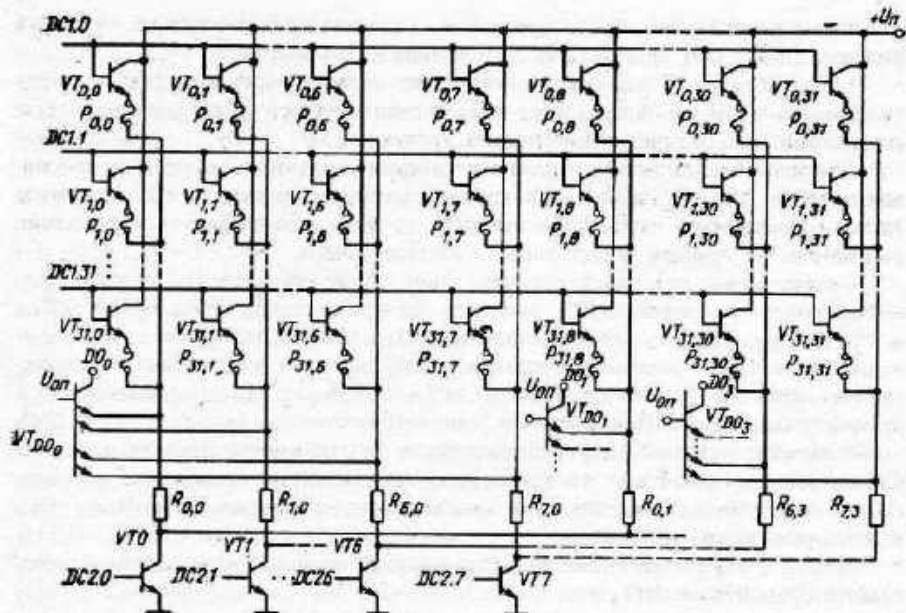 DC1.0
+Uп
VT0,0 VT0,1 VT0,6 VT0,7 VT0,8 VT0,30 VT0,31
P0,0 P0,1 P0,6 P0,7 P0,8 P0,30 P0,31
DC1.1
VT1,0 VT1,1 VT1,6 VT1,7 VT1,8 VT1,30 VT1,31
P1,0 P1,1 P1,6 P1,7 P1,8 P1,30 P1,31
DC1.31
VT31,0 VT31,1 VT31,6 VT31,7 VT31,8 VT31,30 VT31,31
P31,1 P31,6 P31,7 P31,8 P31,30 P31,31
DO0 DO1 DO3
Uоп Uоп Uоп
VTDO0 VTDO1 VTDO3
R0,0 R1,0 R6,0 R7,0 R0,1 R6,3 R7,3
VT0 VT1 VT6
DC2.0 DC2.1 DC2.6 DC2.7 VT7